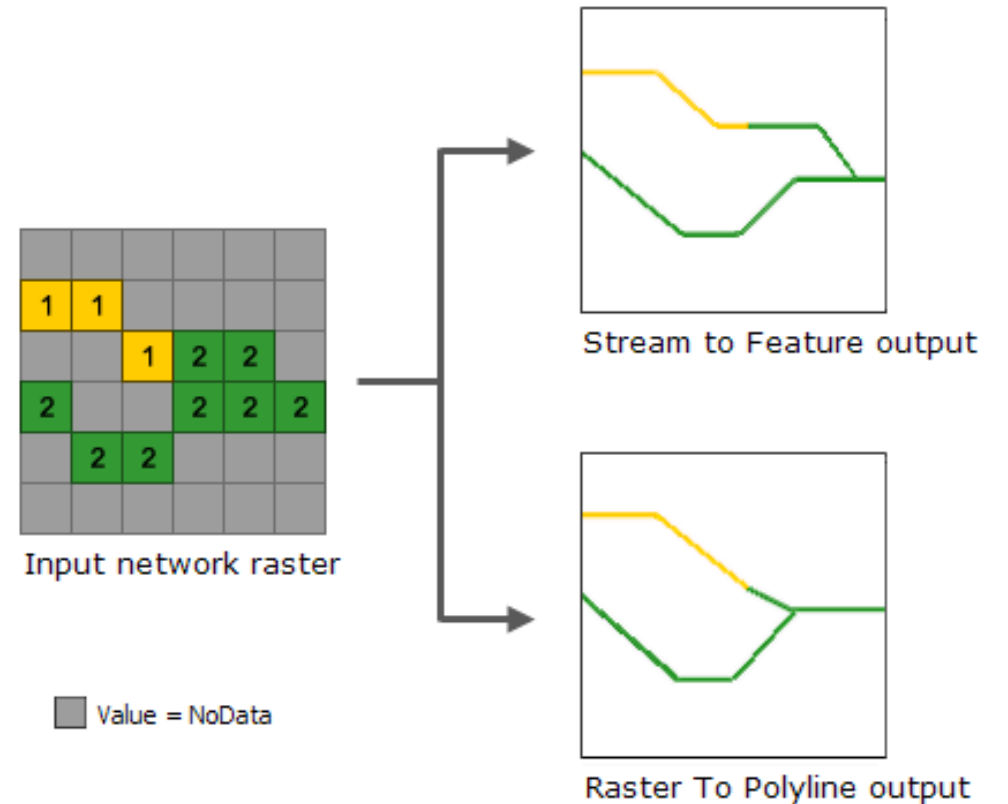 Stream to Feature output
1 1
1 2 2
2 2 2 2
2 2
Input network raster
Value = NoData
Raster To Polyline output